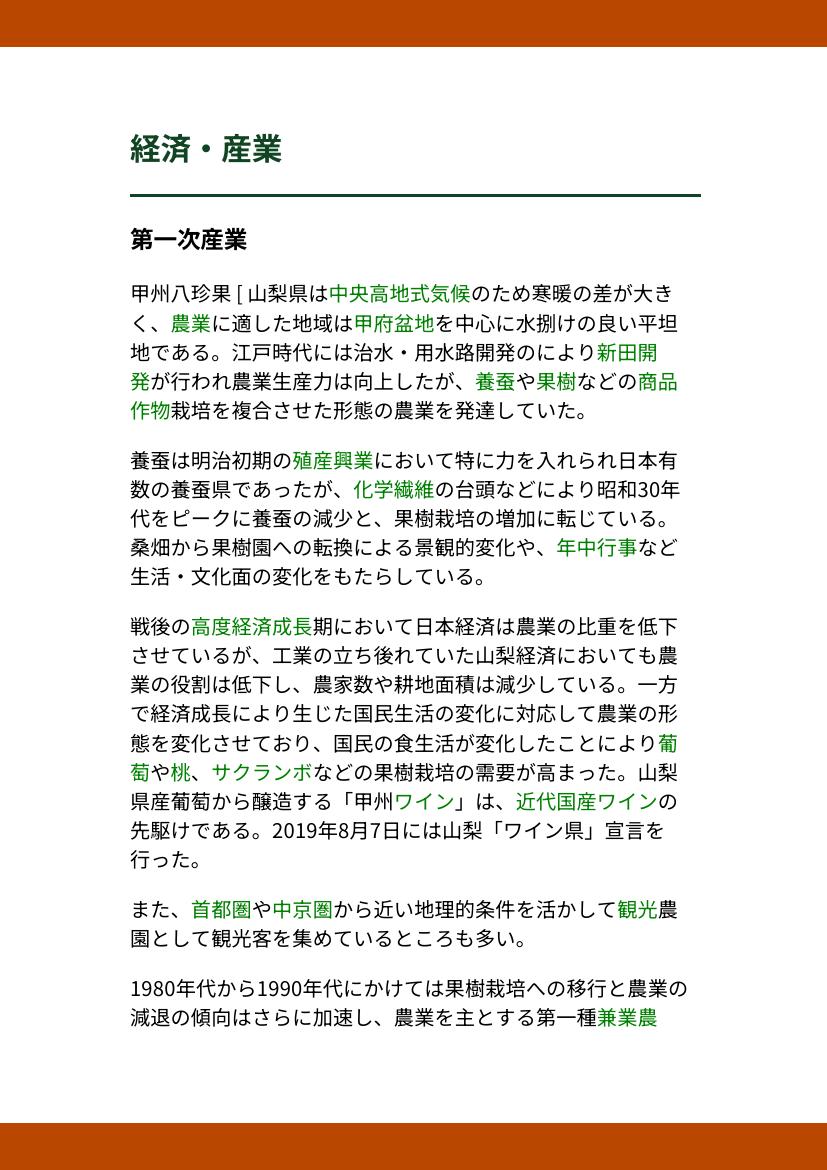 経済・産業
第一次産業
甲州八珍果 [ 山梨県は中央高地式気候のため寒暖の差が大き
く、農業に適した地域は甲府盆地を中心に水捌けの良い平坦
地である。江戸時代には治水・用水路開発のにより新田開
発が行われ農業生産力は向上したが、養蚕や果樹などの商品
作物栽培を複合させた形態の農業を発達していた。
養蚕は明治初期の殖産興業において特に力を入れられ日本有
数の養蚕県であったが、化学繊維の台頭などにより昭和30年
代をピークに養蚕の減少と、果樹栽培の増加に転じている。
桑畑から果樹園への転換による景観的変化や、年中行事など
生活・文化面の変化をもたらしている。
戦後の高度経済成長期において日本経済は農業の比重を低下
させているが、工業の立ち後れていた山梨経済においても農
業の役割は低下し、農家数や耕地面積は減少している。一方
で経済成長により生じた国民生活の変化に対応して農業の形
態を変化させており、国民の食生活が変化したことにより葡
萄や桃、サクランボなどの果樹栽培の需要が高まった。山梨
県産葡萄から醸造する「甲州ワイン」は、近代国産ワインの
先駆けである。2019年8月7日には山梨「ワイン県」宣言を
行った。
また、首都圏や中京圏から近い地理的条件を活かして観光農
園として観光客を集めているところも多い。
1980年代から1990年代にかけては果樹栽培への移行と農業の
減退の傾向はさらに加速し、農業を主とする第一種兼業農